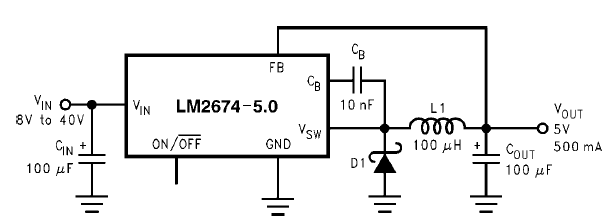 FB
C_B
C_B
10 nF
V_IN
8V to 40V
V_IN
LM2674-5.0
V_SW
L1
100 μH
V_OUT
5V
500 mA
C_IN +
100 μF
ON/OFF
GND
D1
+ C_OUT
100 μF